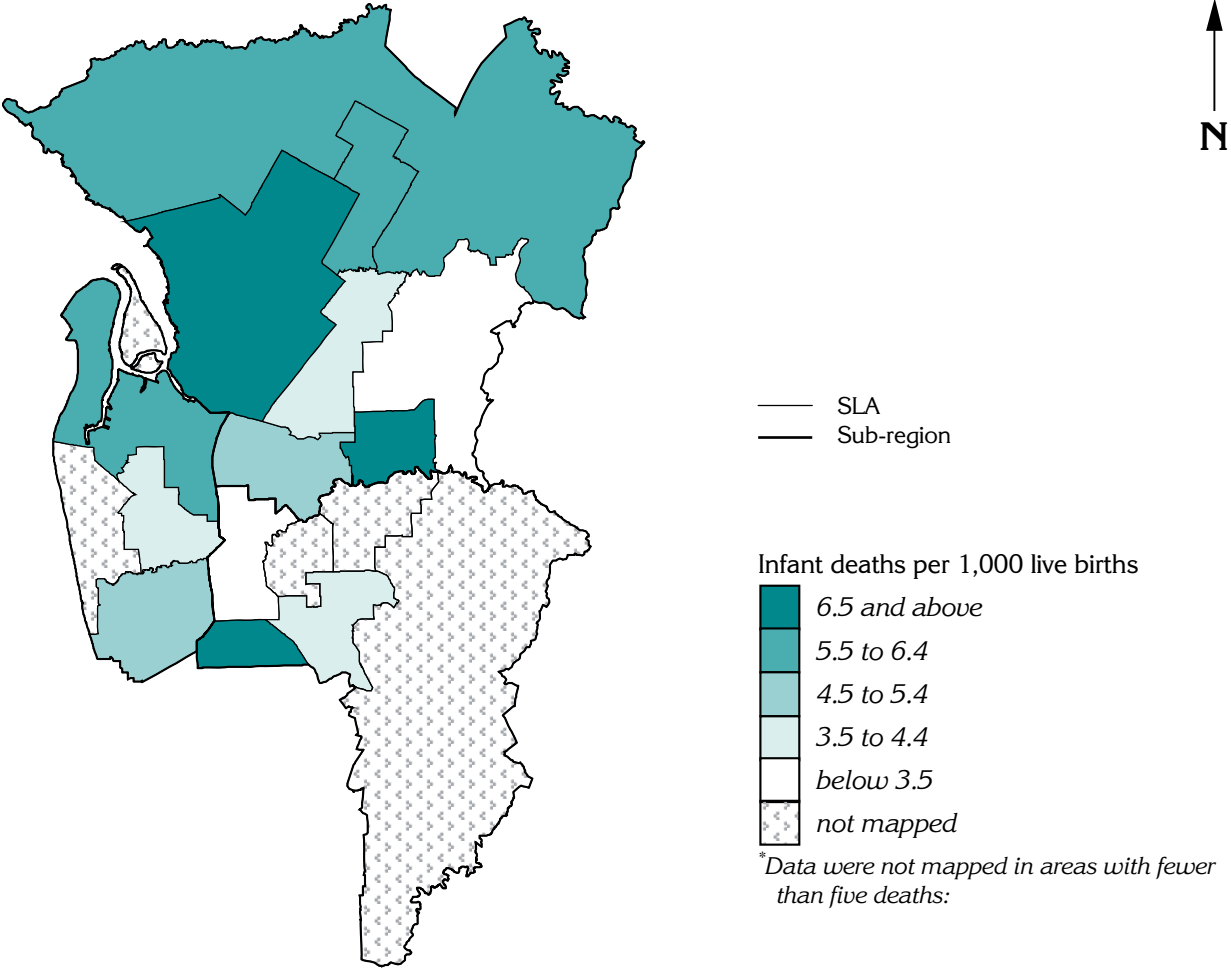 N
SLA
Sub-region
Infant deaths per 1,000 live births
6.5 and above
5.5 to 6.4
4.5 to 5.4
3.5 to 4.4
below 3.5
not mapped
*Data were not mapped in areas with fewer
than five deaths: